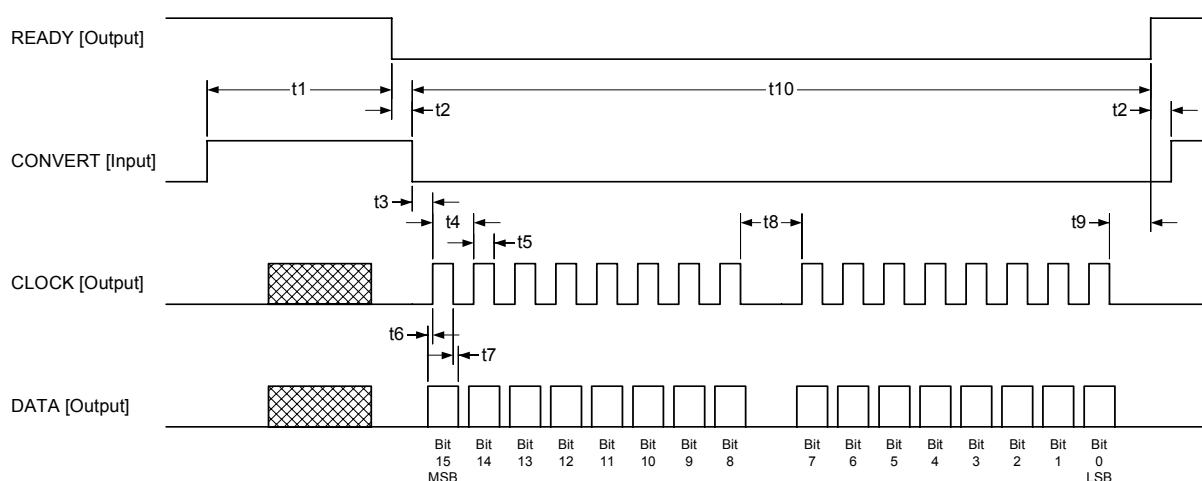 READY [Output]
t1
t10
t2
t2
CONVERT [Input]
t3
t4
t8
t9
t5
CLOCK [Output]
t6
t7
DATA [Output]
Bit Bit Bit Bit Bit Bit Bit Bit Bit Bit Bit Bit Bit Bit Bit Bit
15 14 13 12 11 10 9 8 7 6 5 4 3 2 1 0
MSB LSB